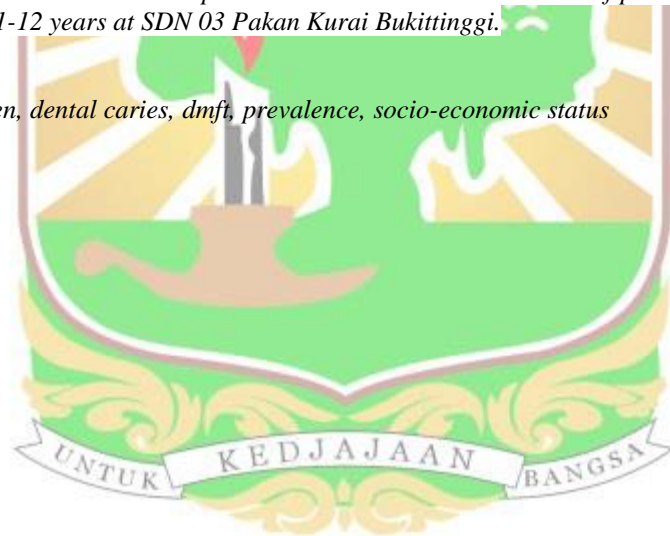 1-12 years at SDN 03 Pakan Kurai Bukittinggi.
dental caries, dmft, prevalence, socio-economic status
UNTUK KEDJAJAAN BANGSA